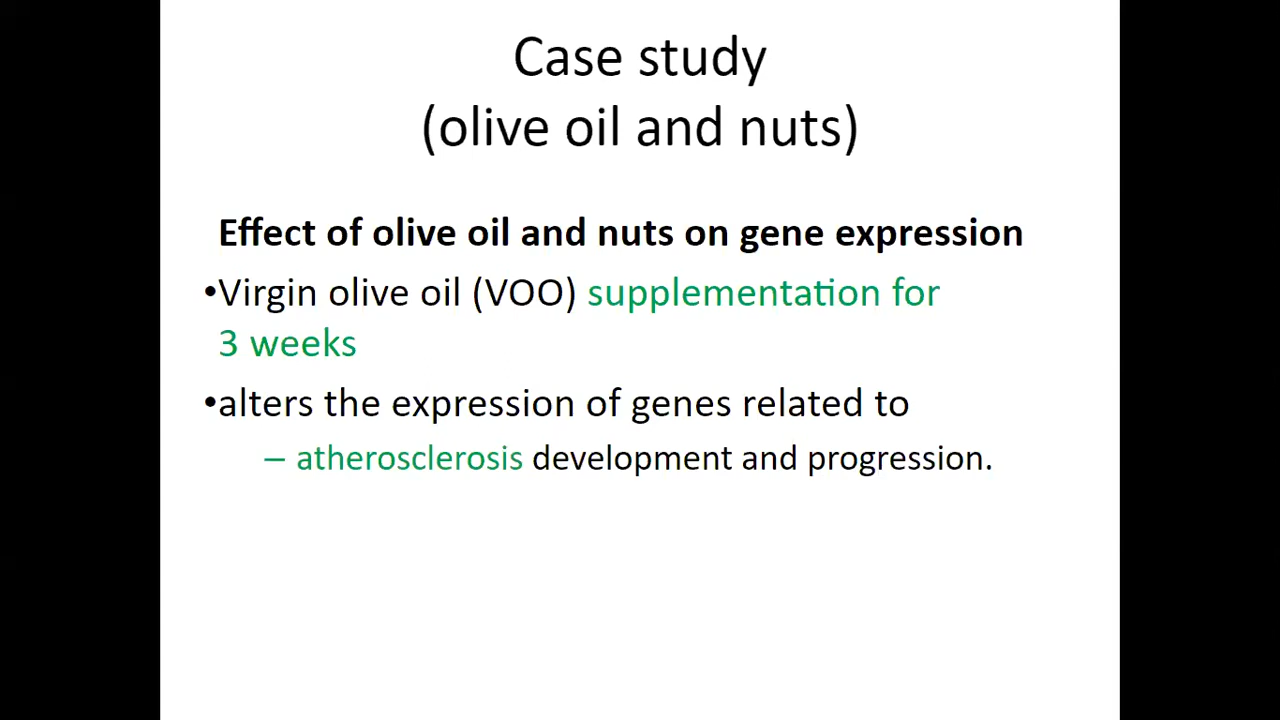 Case study
(olive oil and nuts)
Effect of olive oil and nuts on gene expression
•Virgin olive oil (VOO) supplementation for
3 weeks
•alters the expression of genes related to
– atherosclerosis development and progression.